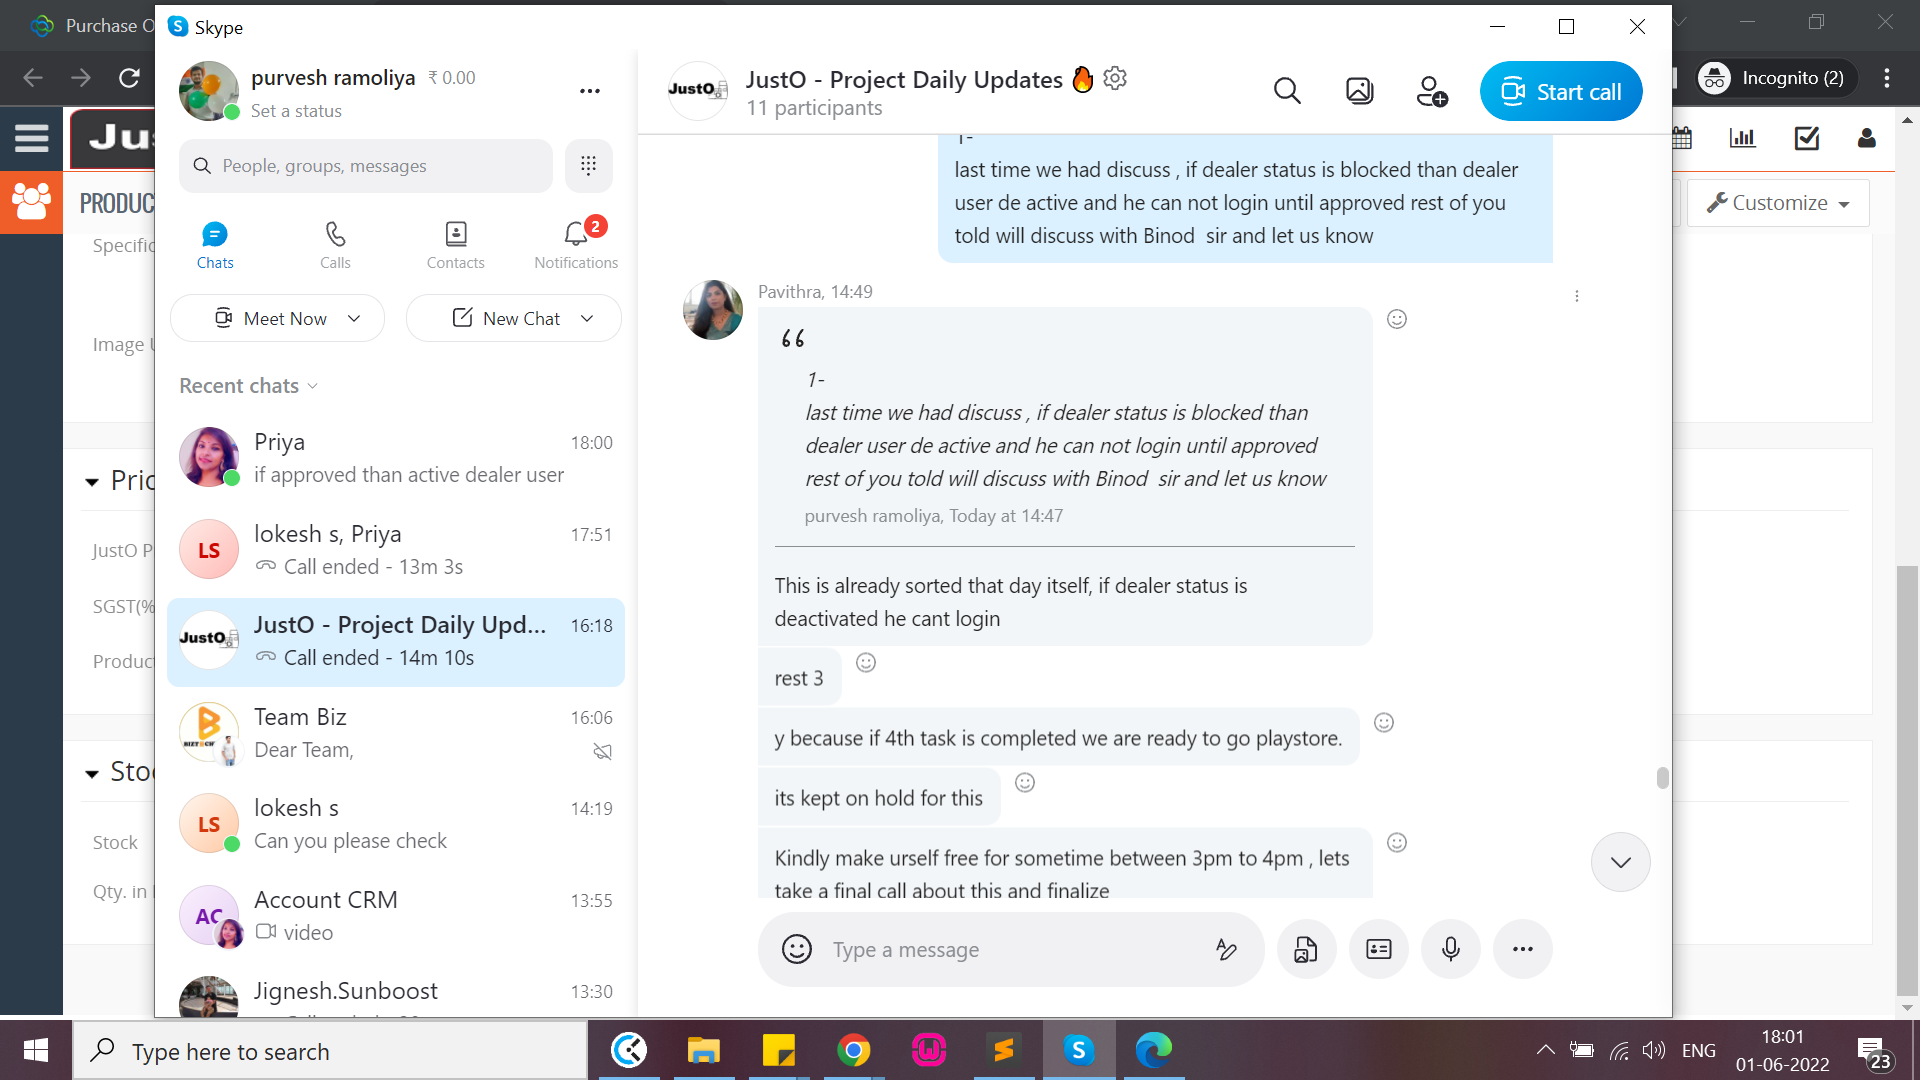 Purchase O
Skype
Incognito (2)
purvesh ramoliya ₹ 0.00
Set a status
People, groups, messages
Chats
Calls
Contacts
Notifications
2
Meet Now
New Chat
Recent chats
Priya 18:00
if approved than active dealer user
LS
lokesh s, Priya 17:51
Call ended - 13m 3s
JustO
JustO - Project Daily Upd... 16:18
Call ended - 14m 10s
BIZTECH
Team Biz 16:06
Dear Team,
LS
lokesh s 14:19
Can you please check
AC
Account CRM 13:55
video
Jignesh.Sunboost 13:30
JustO
JustO - Project Daily Updates
11 participants
Start call
1-
last time we had discuss , if dealer status is blocked than dealer
user de active and he can not login until approved rest of you
told will discuss with Binod sir and let us know
Pavithra, 14:49
1-
last time we had discuss , if dealer status is blocked than
dealer user de active and he can not login until approved
rest of you told will discuss with Binod sir and let us know
purvesh ramoliya, Today at 14:47
This is already sorted that day itself, if dealer status is
deactivated he cant login
rest 3
y because if 4th task is completed we are ready to go playstore.
its kept on hold for this
Kindly make urself free for sometime between 3pm to 4pm , lets
take a final call about this and finalize
Type a message
Jus
PRODUC
Specific
Image U
Pric
JustO P
SGST(%
Product
Sto
Stock
Qty. in
Customize
Type here to search
ENG
18:01
01-06-2022
23